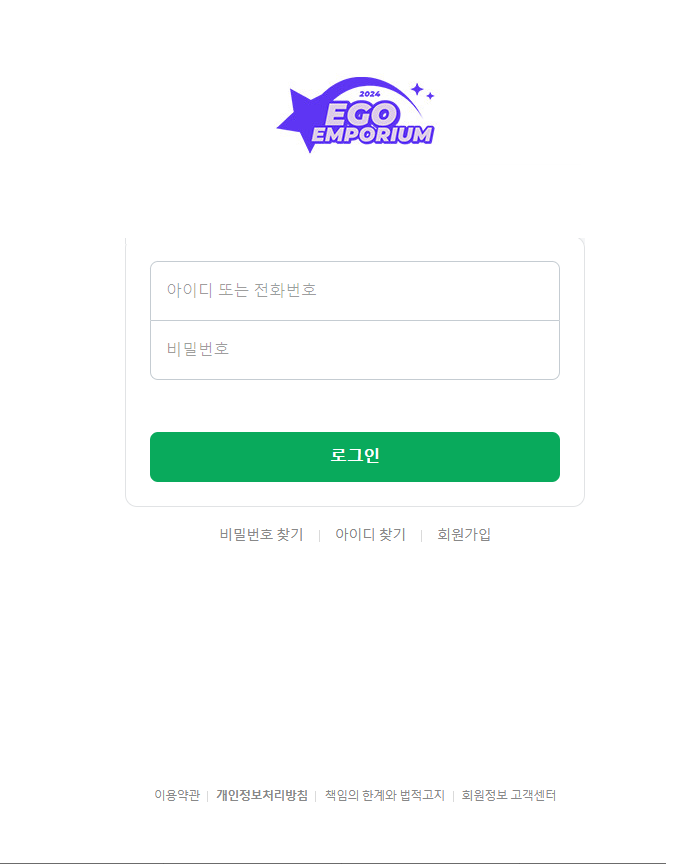 2024
EGO
EMPORIUM
아이디 또는 전화번호
비밀번호
로그인
비밀번호 찾기 | 아이디 찾기 | 회원가입
이용약관 | 개인정보처리방침 | 책임의 한계와 법적고지 | 회원정보 고객센터